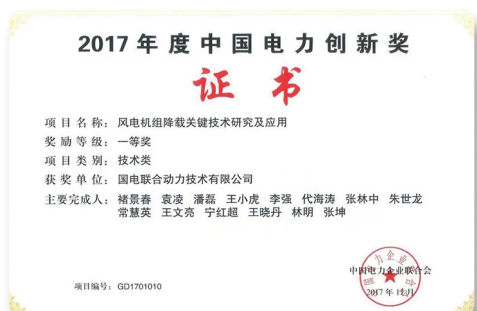 2017年度中国电力创新奖
证书
项目名称：风电机组降载关键技术研究及应用
奖励等级：一等奖
项目类别：技术类
获奖单位：国电联合动力技术有限公司
主要完成人：褚景春 袁凌 潘磊 王小虎 李强 代海涛 张林中 朱世龙
常慧英 王文亮 宁红超 王晓丹 林明 张坤
中国电力企业联合会
项目编号：GD1701010